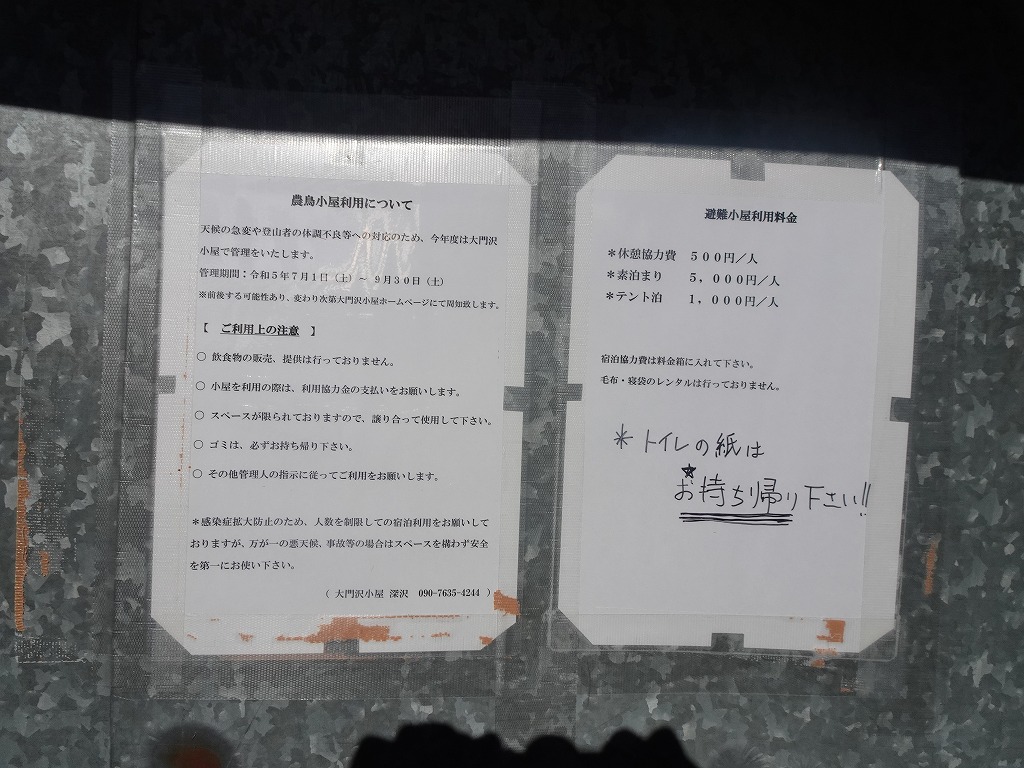 農鳥小屋利用について
天候の急変や登山者の体調不良等への対応のため、今年度は大門沢
小屋で管理をいたします。
管理期間：令和5年7月1日（土）～ 9月30日（土）
※前後する可能性あり、変わり次第大門沢小屋ホームページにて周知致します。
【 ご利用上の注意 】
○ 飲食物の販売、提供は行っておりません。
○ 小屋を利用の際は、利用協力金の支払いをお願いします。
○ スペースが限られておりますので、譲り合って使用して下さい。
○ ゴミは、必ずお持ち帰り下さい。
○ その他管理人の指示に従ってご利用をお願いします。
＊感染症拡大防止のため、人数を制限しての宿泊利用をお願いして
おりますが、万が一の悪天候、事故等の場合はスペースを構わず安全
を第一にお使い下さい。
（ 大門沢小屋 深沢 090-7635-4244 ）
避難小屋利用料金
＊休憩協力費 ５００円／人
＊素泊まり ５，０００円／人
＊テント泊 １，０００円／人
宿泊協力費は料金箱に入れて下さい。
毛布・寝袋のレンタルは行っておりません。
＊トイレの紙は
★お持ち帰り下さい!!